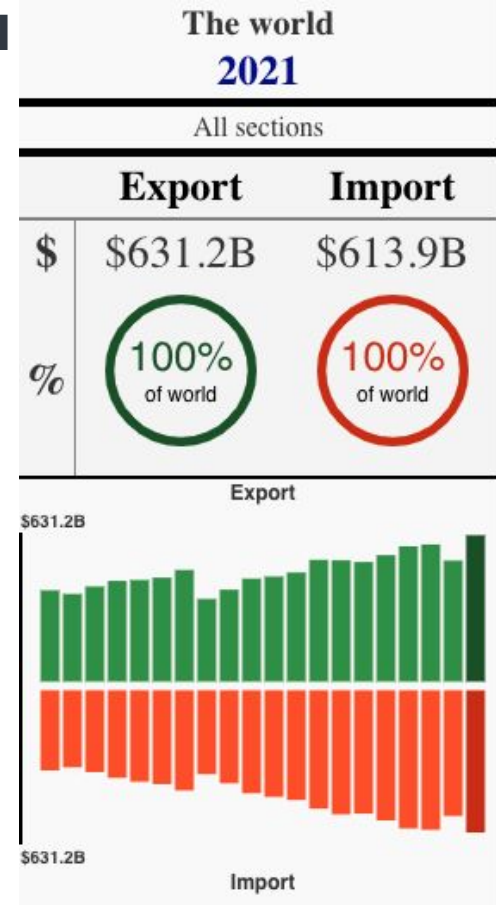 The world
2021
All sections
Export Import
$ $631.2B $613.9B
% 100% 100%
of world of world
Export
$631.2B
$631.2B
Import